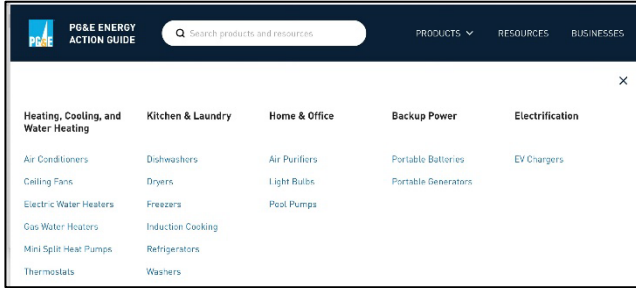 PG&E
PG&E ENERGY
ACTION GUIDE
Search products and resources
PRODUCTS
RESOURCES
BUSINESSES
Heating, Cooling, and
Water Heating
Air Conditioners
Ceiling Fans
Electric Water Heaters
Gas Water Heaters
Mini Split Heat Pumps
Thermostats
Kitchen & Laundry
Dishwashers
Dryers
Freezers
Induction Cooking
Refrigerators
Washers
Home & Office
Air Purifiers
Light Bulbs
Pool Pumps
Backup Power
Portable Batteries
Portable Generators
Electrification
EV Chargers